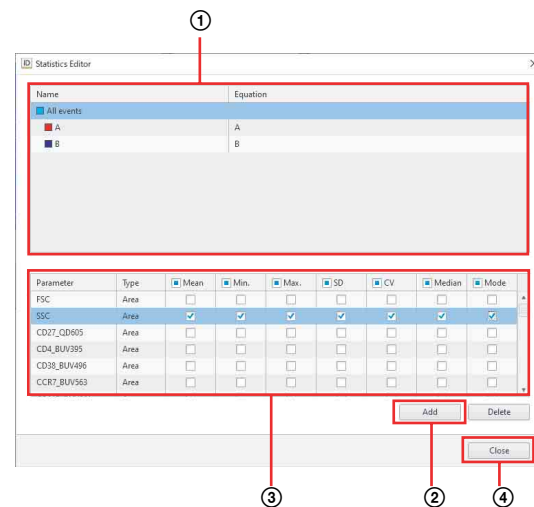 ①
ID Statistics Editor
Name Equation
All events
A A
B B
Parameter Type Mean Min. Max. SD CV Median Mode
FSC Area
SSC Area
CD27_QD605 Area
CD4_BUV395 Area
CD38_BUV496 Area
CCR7_BUV563 Area
Add Delete
Close
③ ② ④